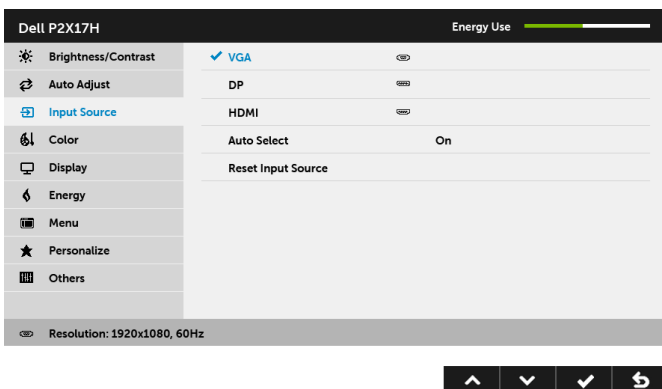 Dell P2X17H Energy Use
Brightness/Contrast VGA
Auto Adjust DP
Input Source HDMI
Color Auto Select On
Display Reset Input Source
Energy
Menu
Personalize
Others
Resolution: 1920x1080, 60Hz